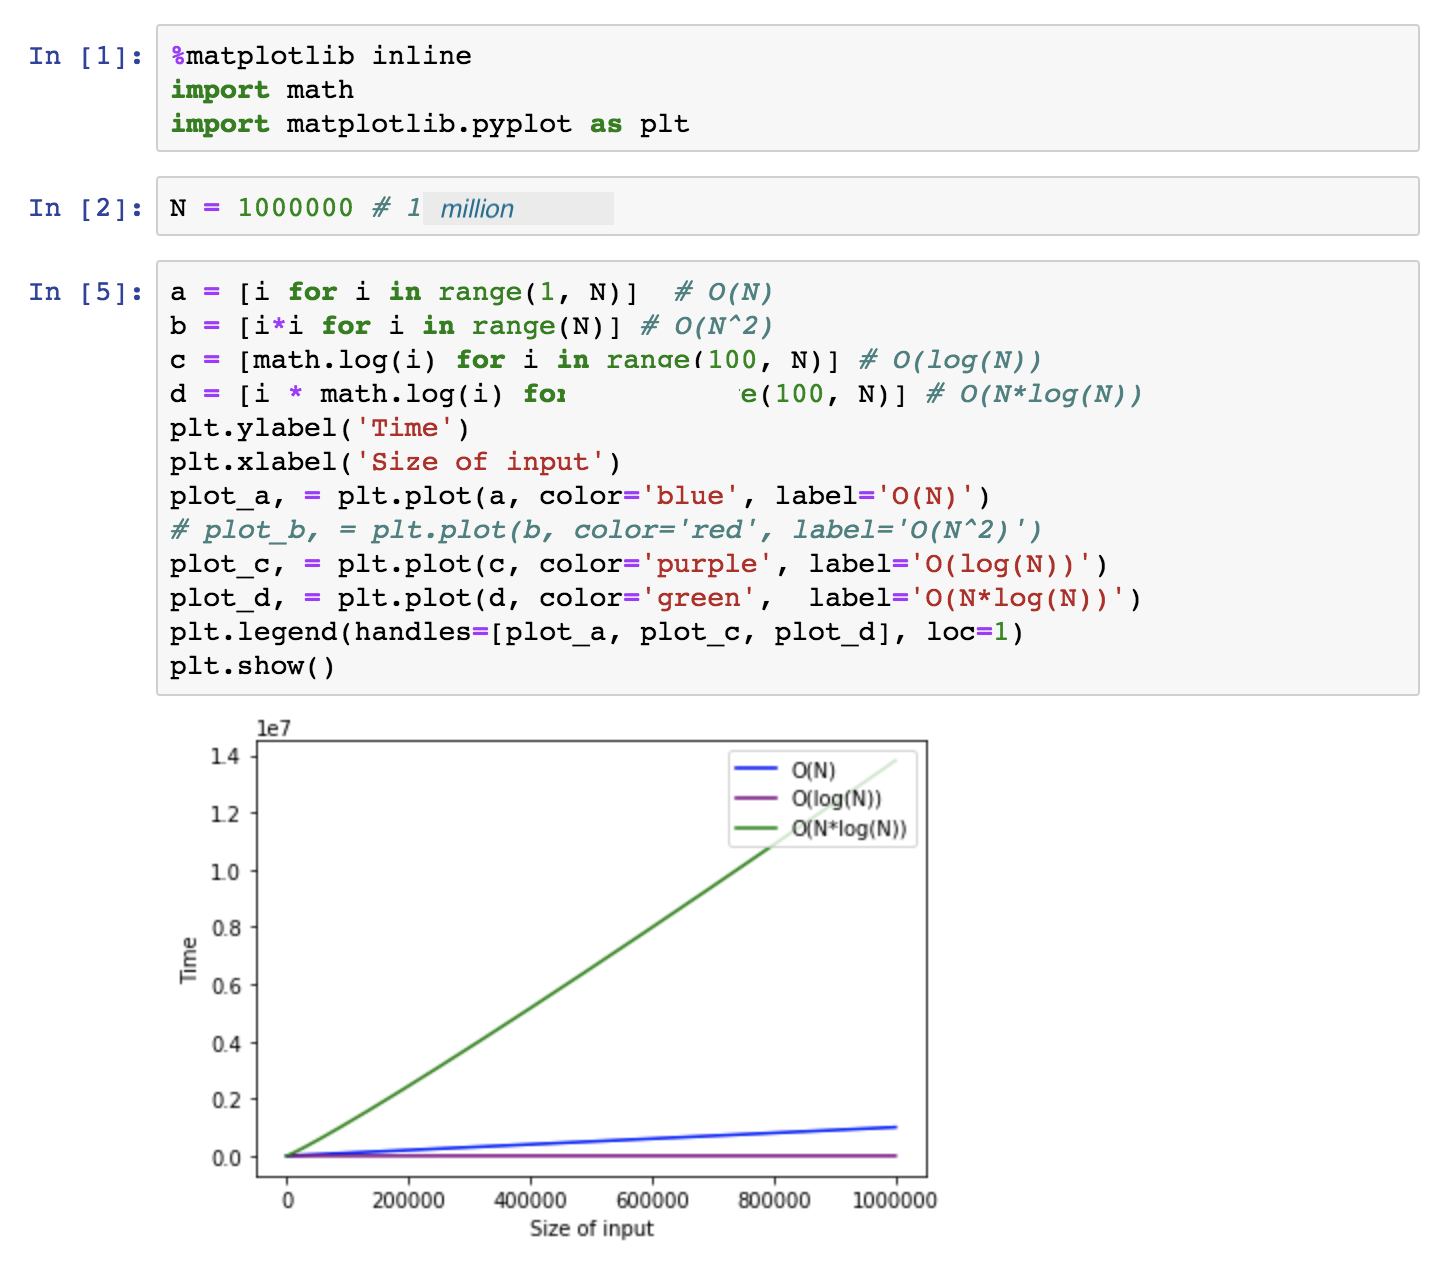 In [1]:
%matplotlib inline
import math
import matplotlib.pyplot as plt
In [2]:
N = 1000000 # 1 million
In [5]:
a = [i for i in range(1, N)]  # O(N)
b = [i*i for i in range(N)] # O(N^2)
c = [math.log(i) for i in range(100, N)] # O(log(N))
d = [i * math.log(i) for e(100, N)] # O(N*log(N))
plt.ylabel('Time')
plt.xlabel('Size of input')
plot_a, = plt.plot(a, color='blue', label='O(N)')
# plot_b, = plt.plot(b, color='red', label='O(N^2)')
plot_c, = plt.plot(c, color='purple', label='O(log(N))')
plot_d, = plt.plot(d, color='green',  label='O(N*log(N))')
plt.legend(handles=[plot_a, plot_c, plot_d], loc=1)
plt.show()
1e7
1.4
1.2
1.0
0.8
0.6
0.4
0.2
0.0
Time
O(N)
O(log(N))
O(N*log(N))
0 200000 400000 600000 800000 1000000
Size of input